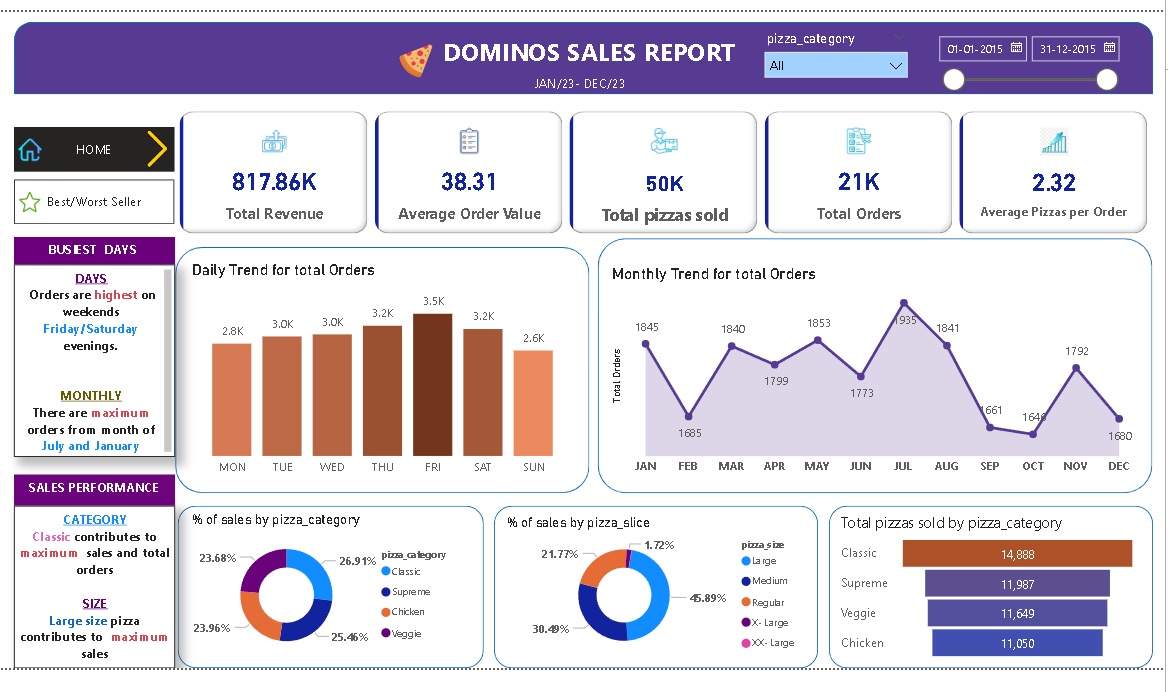 DOMINOS SALES REPORT
JAN/23- DEC/23
pizza_category
All
01-01-2015
31-12-2015
HOME
Best/Worst Seller
817.86K
Total Revenue
38.31
Average Order Value
50K
Total pizzas sold
21K
Total Orders
2.32
Average Pizzas per Order
BUSIEST DAYS
DAYS
Orders are highest on
weekends
Friday/Saturday
evenings.
MONTHLY
There are maximum
orders from month of
July and January
Daily Trend for total Orders
2.8K
3.0K
3.0K
3.2K
3.5K
3.2K
2.6K
MON
TUE
WED
THU
FRI
SAT
SUN
Monthly Trend for total Orders
Total Orders
1845
1685
1840
1799
1853
1773
1935
1841
1661
1646
1792
1680
JAN
FEB
MAR
APR
MAY
JUN
JUL
AUG
SEP
OCT
NOV
DEC
SALES PERFORMANCE
CATEGORY
Classic contributes to
maximum sales and total
orders
SIZE
Large size pizza
contributes to maximum
sales
% of sales by pizza_category
23.68%
26.91%
23.96%
25.46%
pizza_category
Classic
Supreme
Chicken
Veggie
% of sales by pizza_slice
21.77%
1.72%
45.89%
30.49%
pizza_size
Large
Medium
Regular
X- Large
XX- Large
Total pizzas sold by pizza_category
Classic
14,888
Supreme
11,987
Veggie
11,649
Chicken
11,050